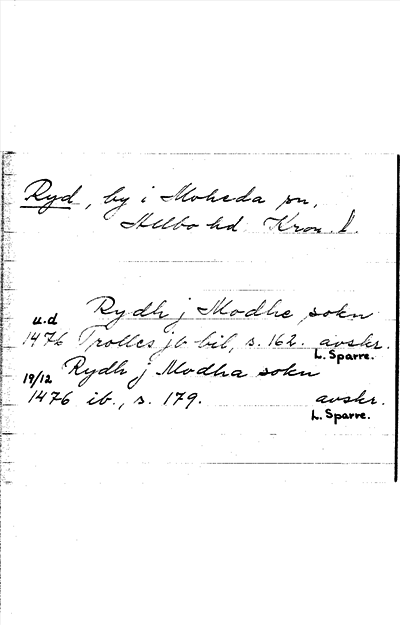 Ryd, by i Moheda sn,
Allbo hd Kron. l.
Rydh j Modhe sokn
u.d
1476 Trolles jb bil, s. 162. avskr.
L. Sparre.
Rydh j Modha sokn
19/12
1476 ib., s. 179. avskr.
L. Sparre.